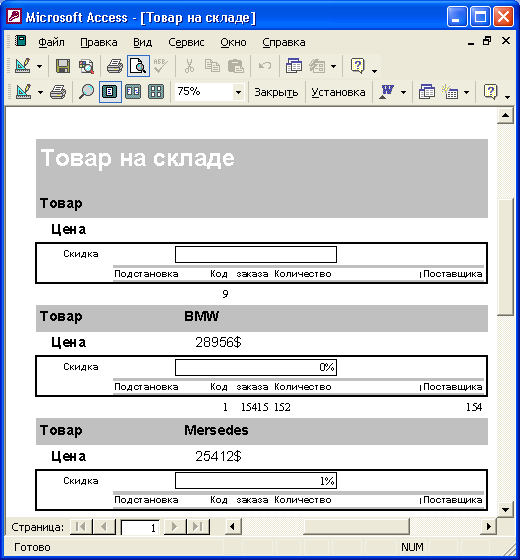 Microsoft Access - [Товар на складе]
Файл Правка Вид Сервис Окно Справка
75% Закрыть Установка
Товар на складе
Товар
Цена
Скидка
Подстановка Код заказа Количество Поставщика
9
Товар BMW
Цена 28956$
Скидка 0%
Подстановка Код заказа Количество Поставщика
1 15415 152 154
Товар Mersedes
Цена 25412$
Скидка 1%
Подстановка Код заказа Количество Поставщика
Страница: 1
Готово NUM